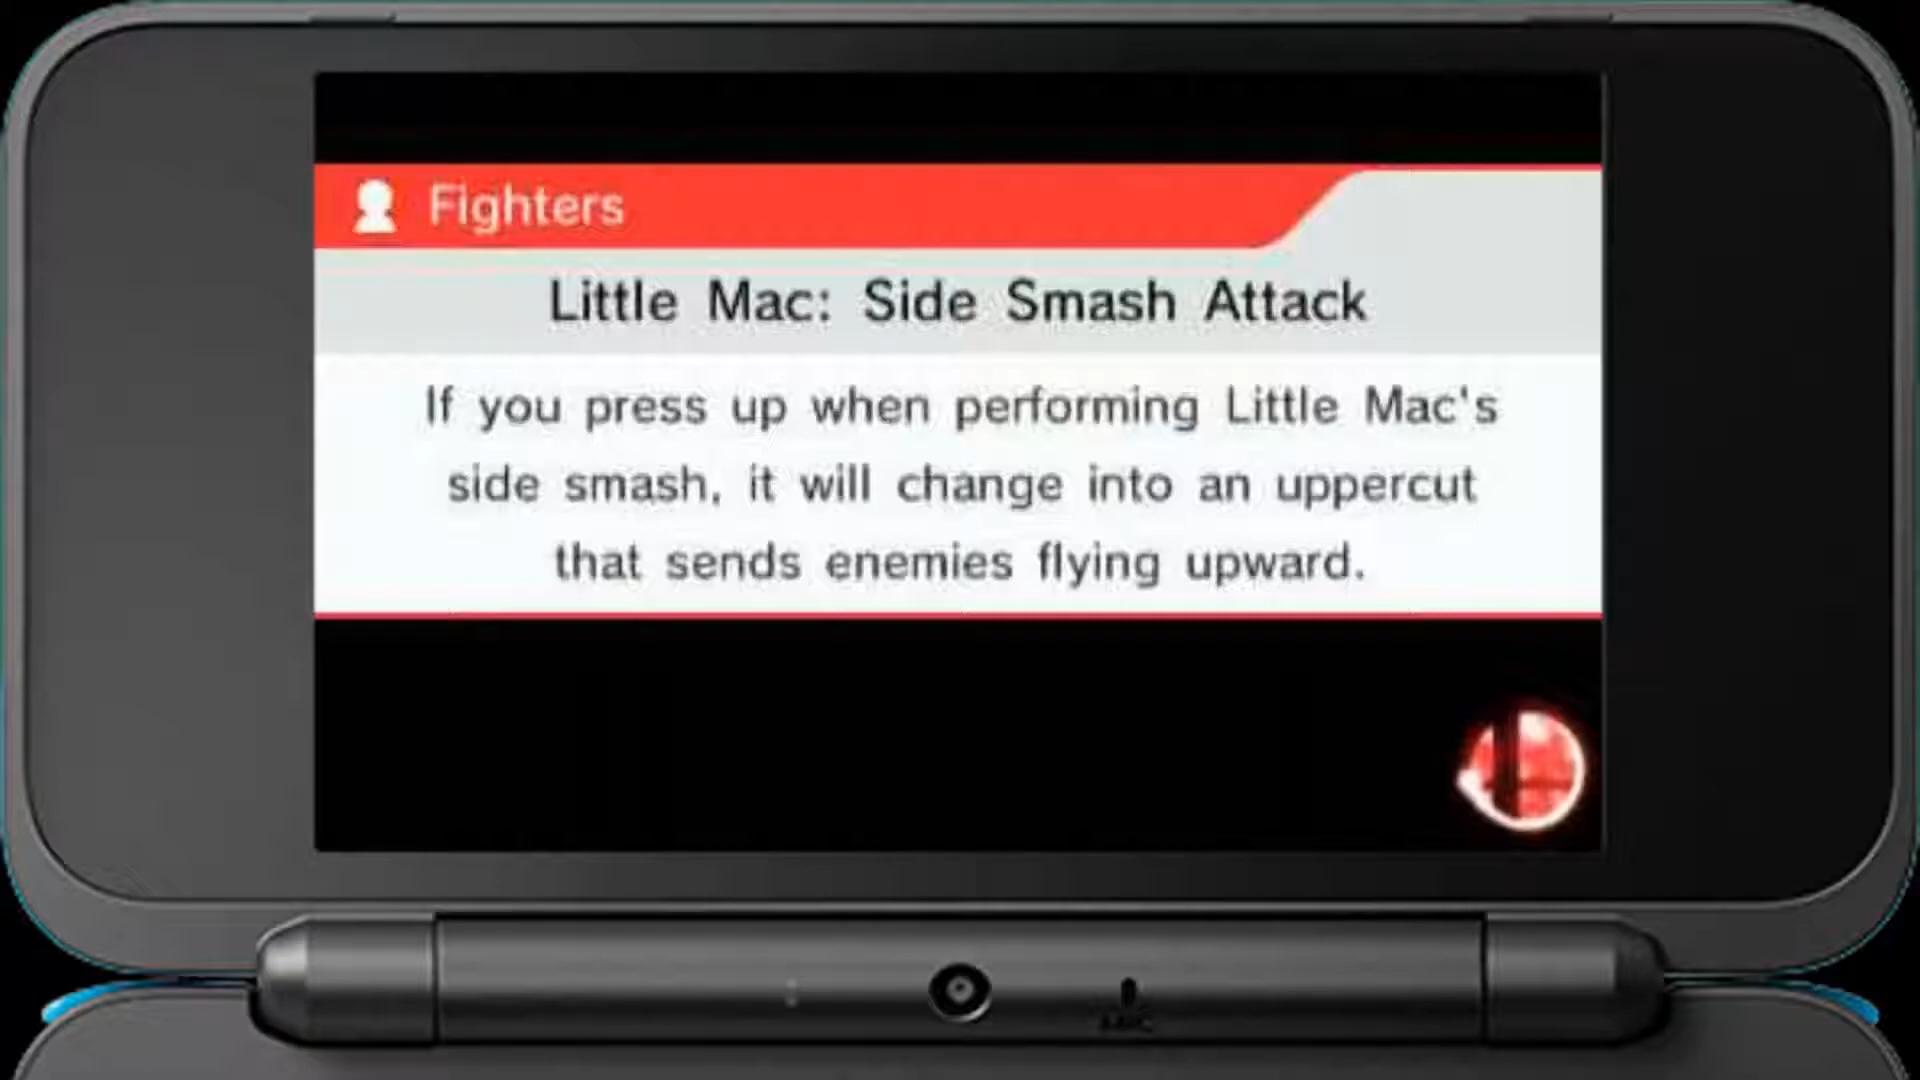 Fighters
Little Mac: Side Smash Attack
If you press up when performing Little Mac's
side smash, it will change into an uppercut
that sends enemies flying upward.